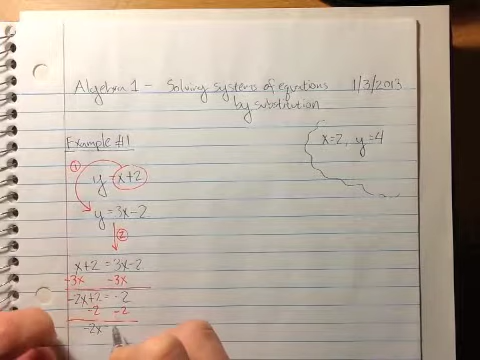 Algebra 1 - Solving systems of equations 1/3/2013
by substitution
Example #1
x=2, y=4
①
y=x+2
y=3x-2
②
x+2=3x-2
-3x -3x
-2x+2=-2
-2 -2
-2x